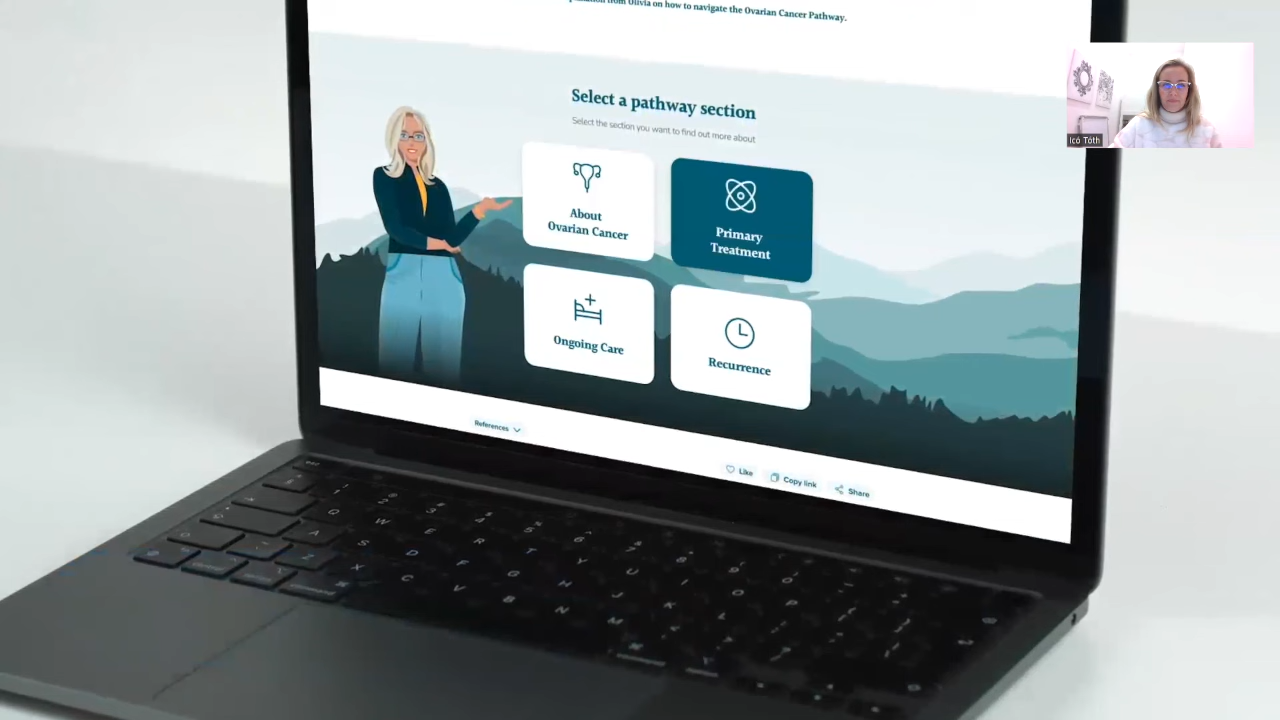 from Olivia on how to navigate the Ovarian Cancer Pathway.
Select a pathway section
Select the section you want to find out more about
About
Ovarian Cancer
Primary
Treatment
Ongoing Care
Recurrence
References
Like
Copy link
Share
Icó Tóth